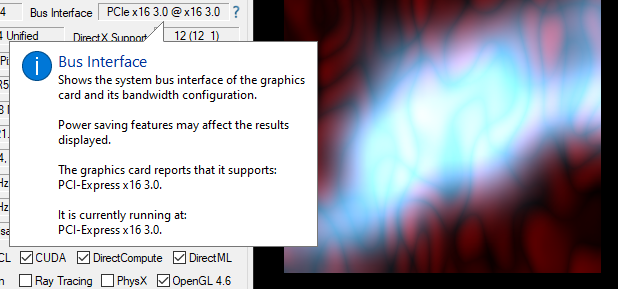 4 Bus Interface PCIe x16 3.0 @ x16 3.0 ?
Unified DirectX Support 12 (12_1)
Bus Interface
Shows the system bus interface of the graphics
card and its bandwidth configuration.
Power saving features may affect the results
displayed.
The graphics card reports that it supports:
PCI-Express x16 3.0.
It is currently running at:
PCI-Express x16 3.0.
CL CUDA DirectCompute DirectML
Ray Tracing PhysX OpenGL 4.6